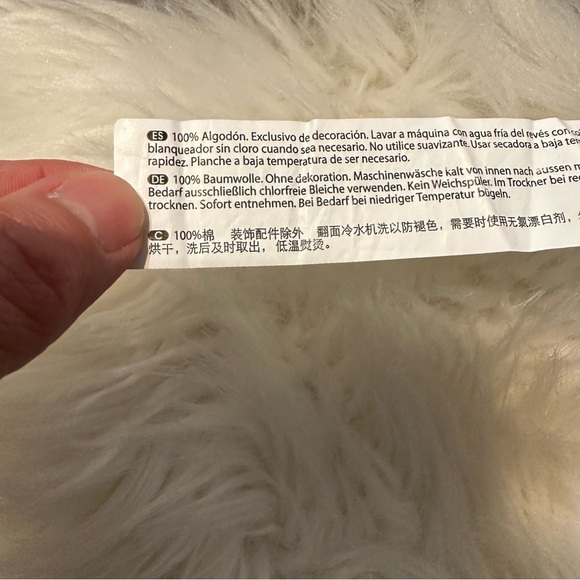 ES 100% Algodón. Exclusivo de decoración. Lavar a máquina con agua fría del revés con
blanqueador sin cloro cuando sea necesario. No utilice suavizante. Usar secadora a baja
rapidez. Planche a baja temperatura de ser necesario.
DE 100% Baumwolle. Ohne dekoration. Maschinenwäsche kalt von innen nach aussen
Bedarf ausschließlich chlorfreie Bleiche verwenden. Kein Weichspüler. Im Trockner bei
trocknen. Sofort entnehmen. Bei Bedarf bei niedriger Temperatur bügeln.
C 100%棉 装饰配件除外 翻面冷水机洗以防褪色，需要时使用无氯漂白剂，
烘干，洗后及时取出，低温熨烫。